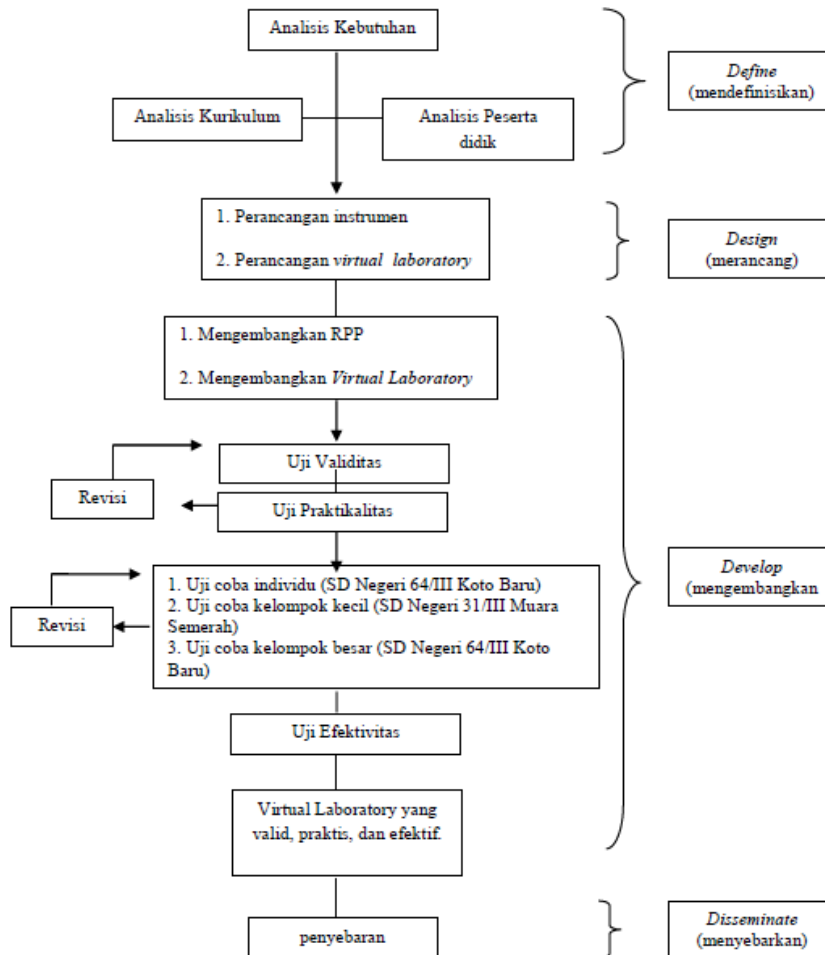 Analisis Kebutuhan
Define
(mendefinisikan)
Analisis Kurikulum
Analisis Peserta
didik
1. Perancangan instrumen
2. Perancangan virtual laboratory
Design
(merancang)
1. Mengembangkan RPP
2. Mengembangkan Virtual Laboratory
Uji Validitas
Revisi
Uji Praktikalitas
1. Uji coba individu (SD Negeri 64/III Koto Baru)
2. Uji coba kelompok kecil (SD Negeri 31/III Muara
Semerah)
3. Uji coba kelompok besar (SD Negeri 64/III Koto
Baru)
Revisi
Develop
(mengembangkan
Uji Efektivitas
Virtual Laboratory yang
valid, praktis, dan efektif.
penyebaran
Disseminate
(menyebarkan)